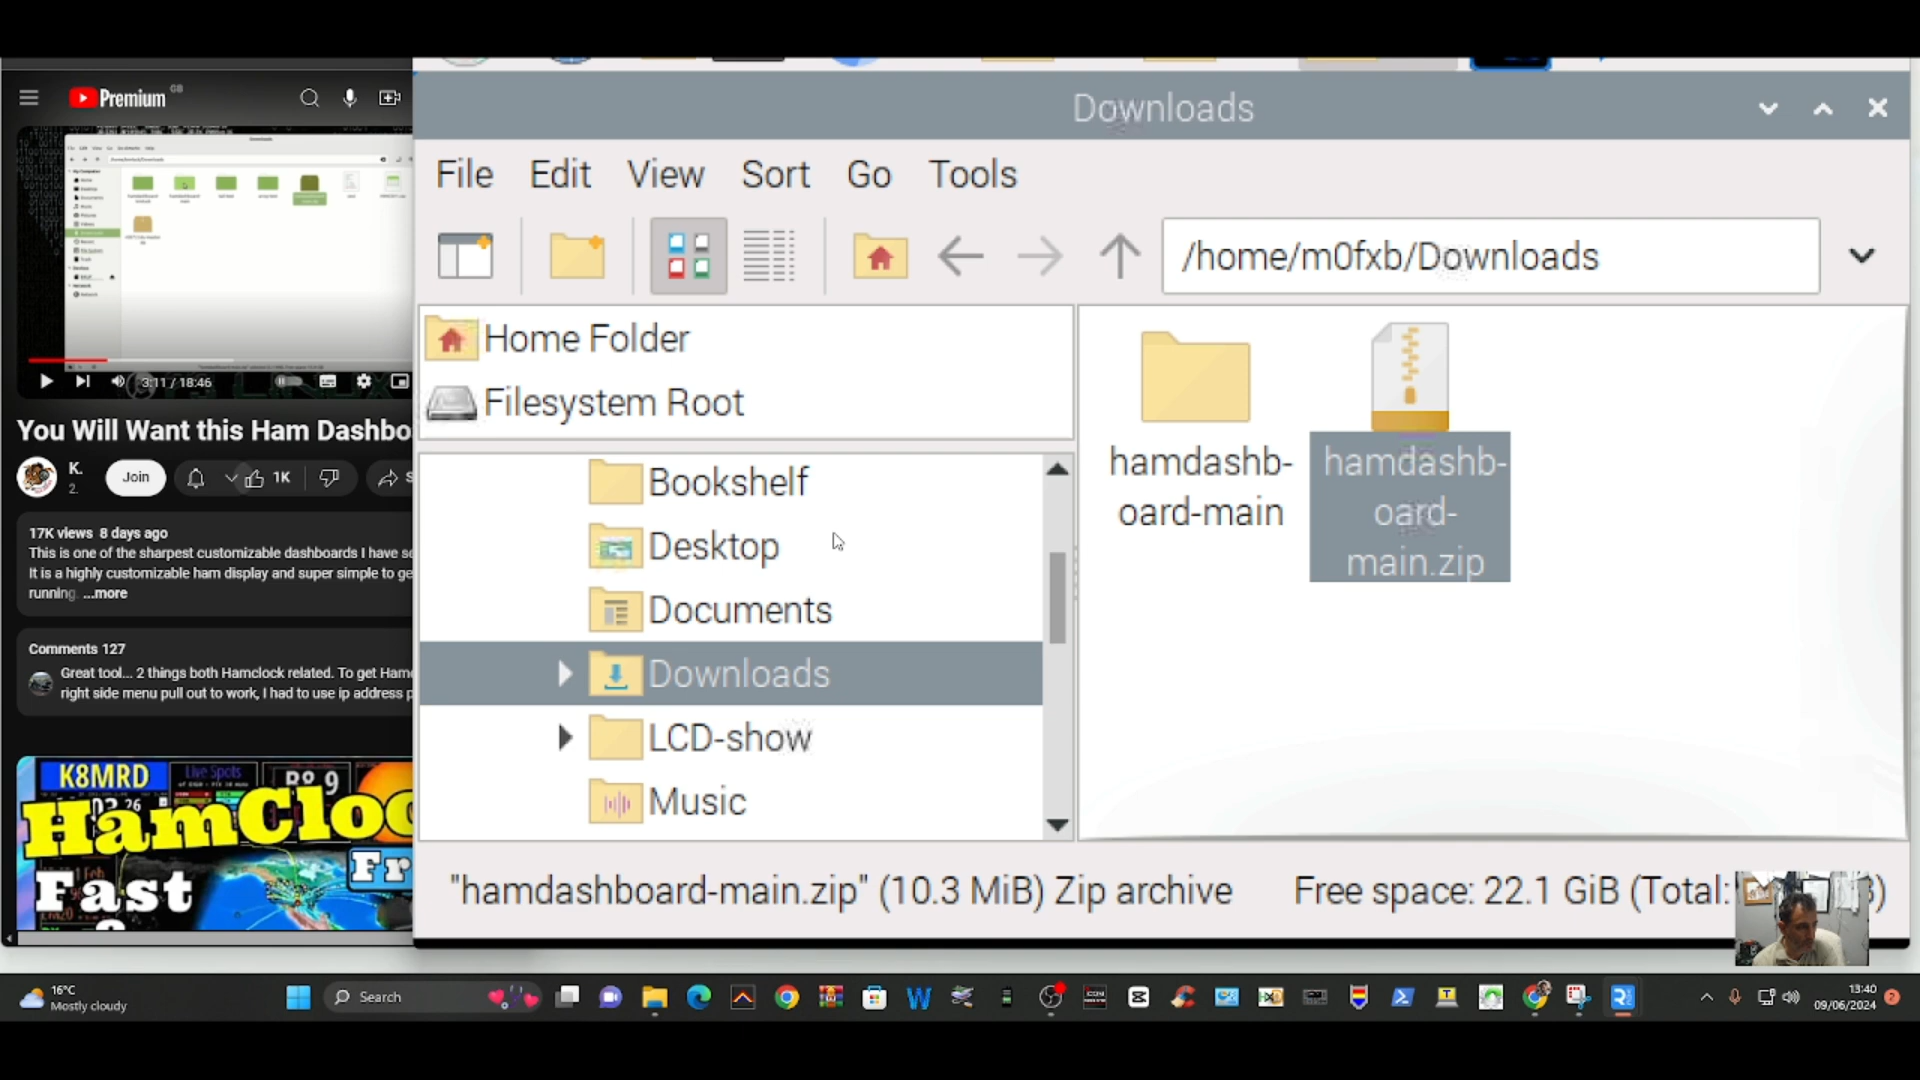 Premium GB
3:11 / 18:46
You Will Want this Ham Dashbo
K.
2.
Join
1K
S
17K views 8 days ago
This is one of the sharpest customizable dashboards I have se
It is a highly customizable ham display and super simple to ge
running. ...more
Comments 127
Great tool... 2 things both Hamclock related. To get Ham
right side menu pull out to work, I had to use ip address p
K8MRD
Live Spots
HamCloc
Fr
Fast
Downloads
File Edit View Sort Go Tools
/home/m0fxb/Downloads
Home Folder
Filesystem Root
Bookshelf
Desktop
Documents
Downloads
LCD-show
Music
hamdashb-
oard-main
hamdashb-
oard-
main.zip
"hamdashboard-main.zip" (10.3 MiB) Zip archive
Free space: 22.1 GiB (Total:
16°C
Mostly cloudy
Search
13:40
09/06/2024
2